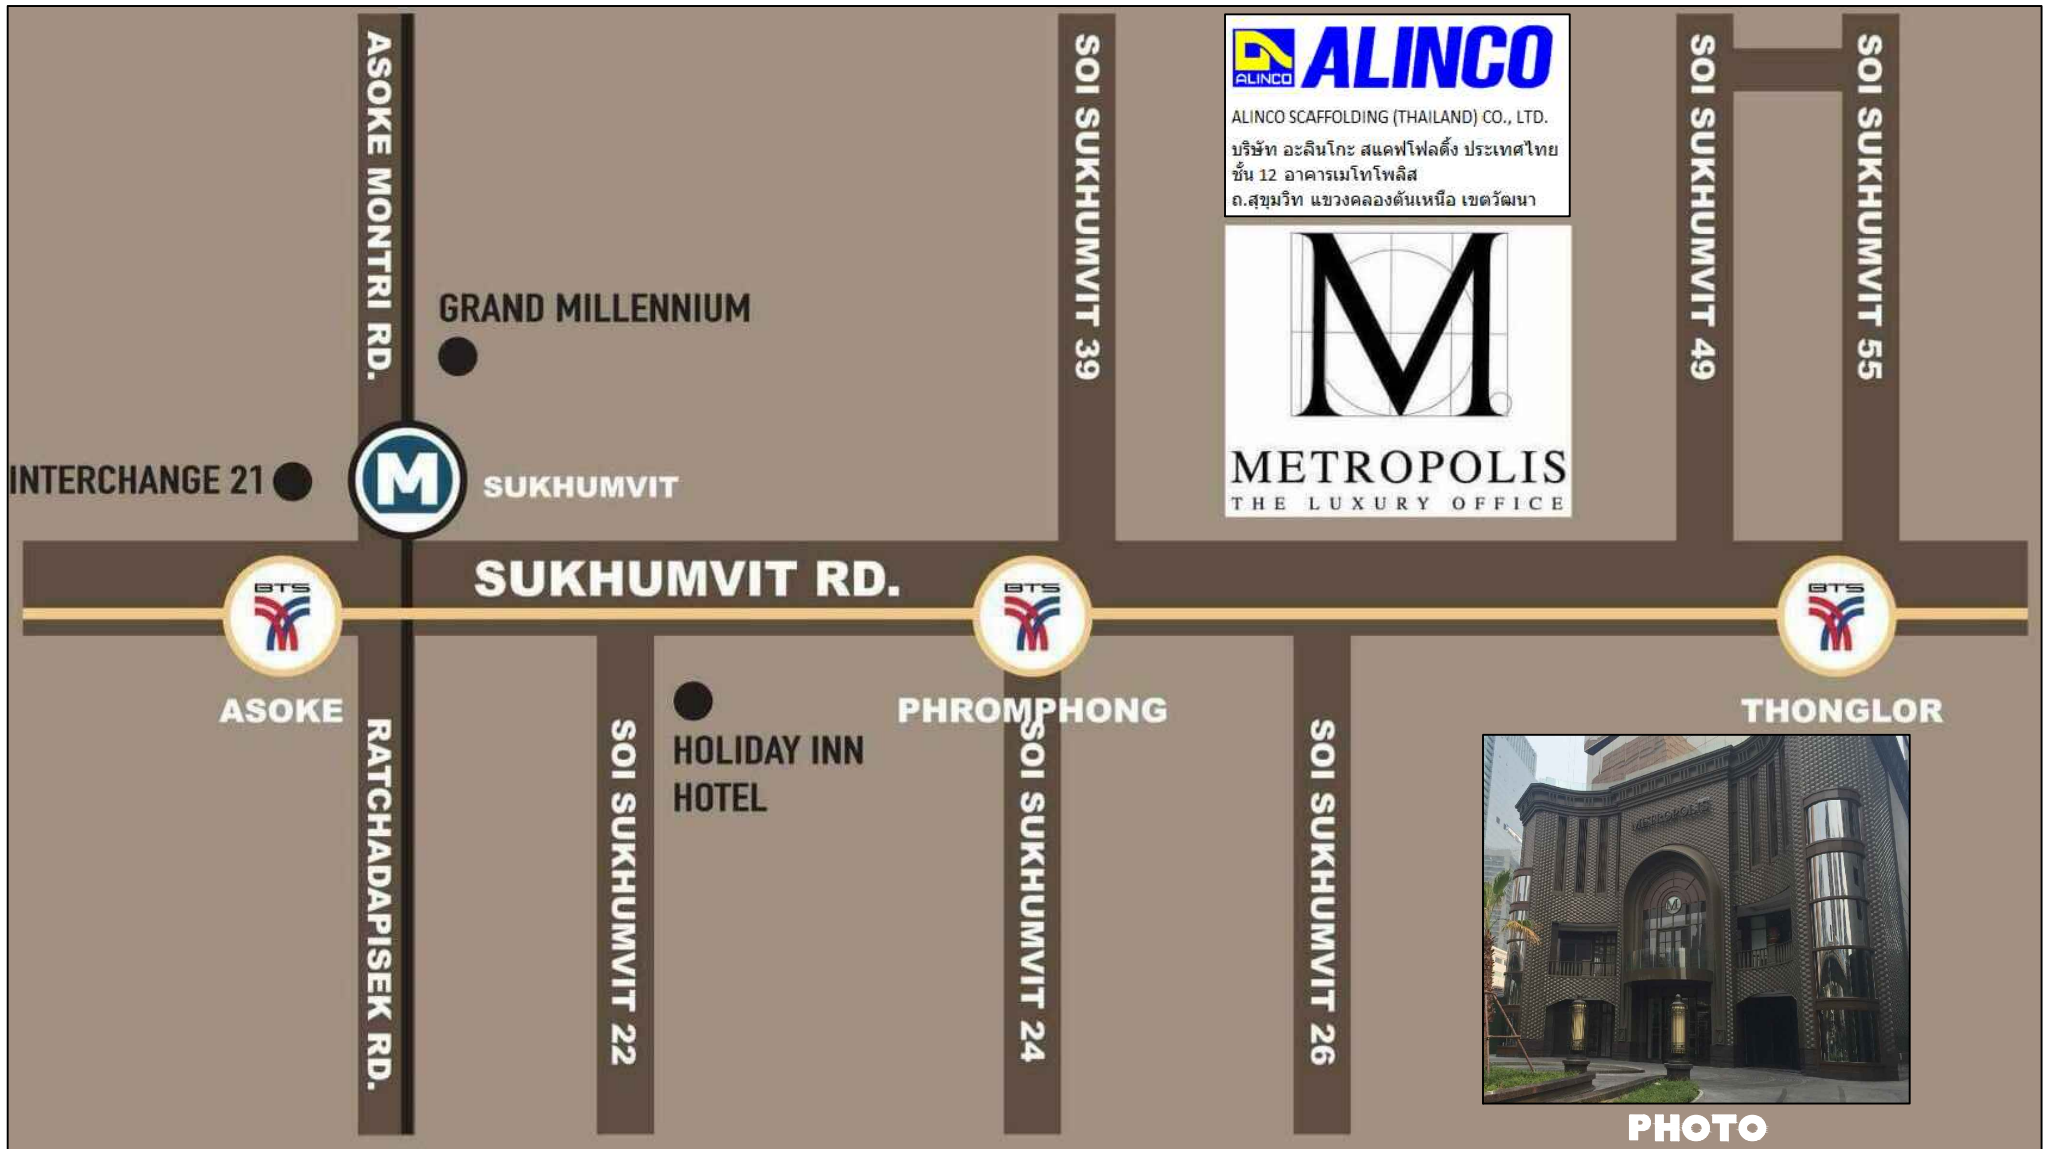 ASOKE MONTRI RD.
SOI SUKHUMVIT 39
ALINCO
ALINCO
ALINCO SCAFFOLDING (THAILAND) CO., LTD.
บริษัท อะลินโกะ สแคฟโฟลดิ้ง ประเทศไทย
ชั้น 12 อาคารเมโทโพลิส
ถ.สุขุมวิท แขวงคลองตันเหนือ เขตวัฒนา
SOI SUKHUMVIT 49
SOI SUKHUMVIT 55
GRAND MILLENNIUM
M
METROPOLIS
THE LUXURY OFFICE
INTERCHANGE 21
M
SUKHUMVIT
SUKHUMVIT RD.
BTS
BTS
BTS
ASOKE
PHROMPHONG
THONGLOR
RATCHADAPISEK RD.
SOI SUKHUMVIT 22
HOLIDAY INN
HOTEL
SOI SUKHUMVIT 24
SOI SUKHUMVIT 26
METROPOLIS
M
PHOTO